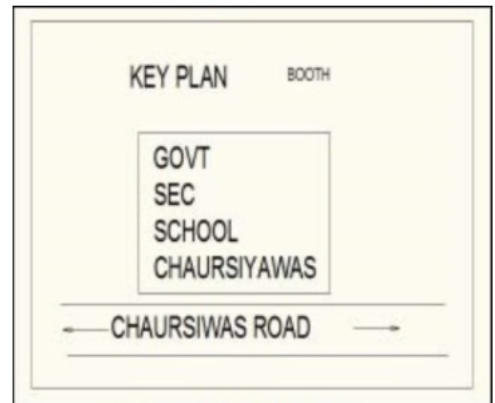 KEY PLAN BOOTH
GOVT
SEC
SCHOOL
CHAURSIYAWAS
CHAURSIWAS ROAD